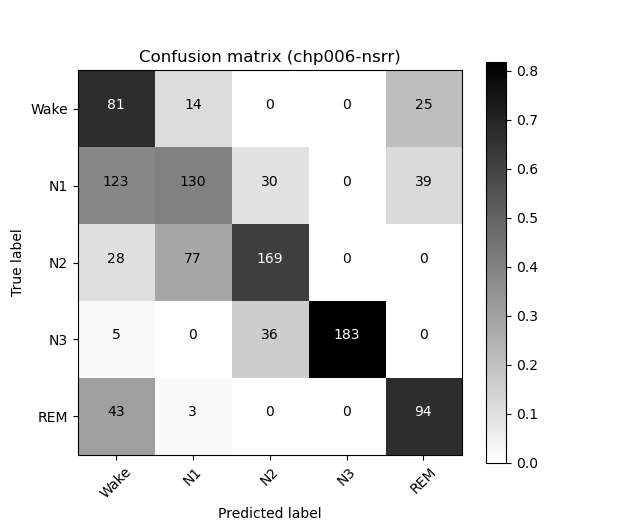 Confusion matrix (chp006-nsrr)
Wake 81 14 0 0 25
N1 123 130 30 0 39
N2 28 77 169 0 0
N3 5 0 36 183 0
REM 43 3 0 0 94
Wake N1 N2 N3 REM
Predicted label
True label
0.8
0.7
0.6
0.5
0.4
0.3
0.2
0.1
0.0